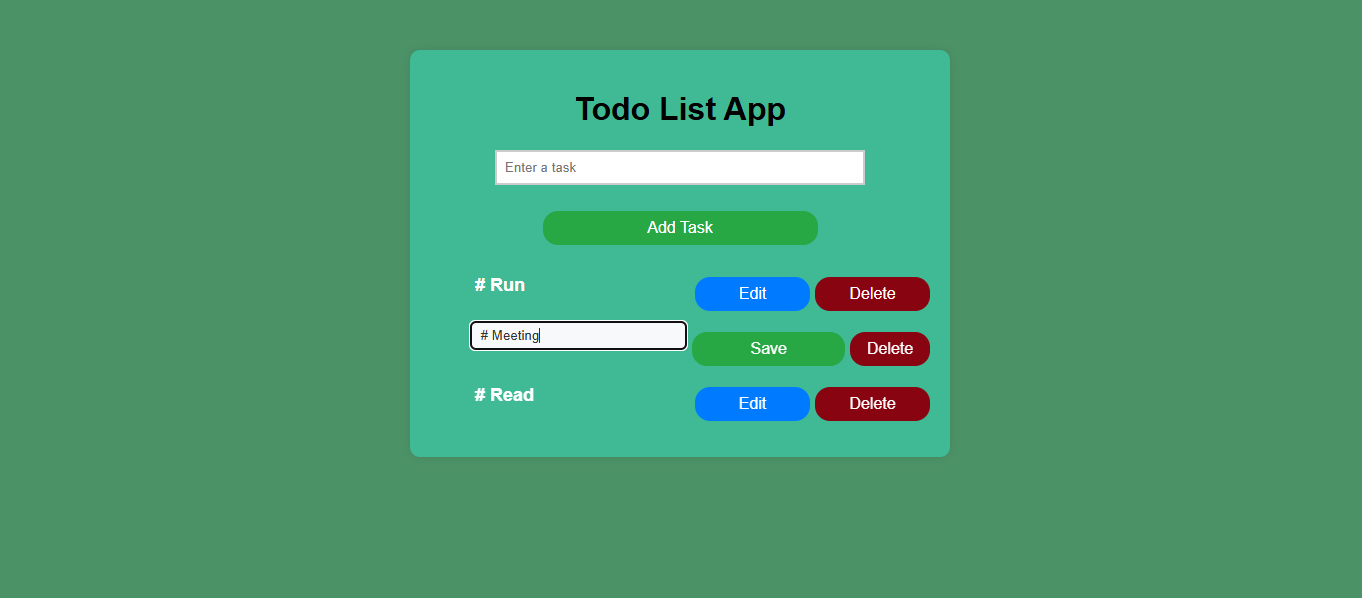 Todo List App
Enter a task
Add Task
# Run Edit Delete
# Meeting Save Delete
# Read Edit Delete